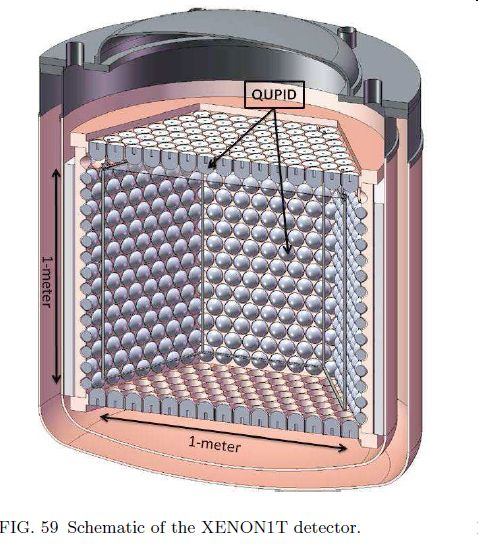 QUPID
1-meter
1-meter
FIG. 59 Schematic of the XENON1T detector.